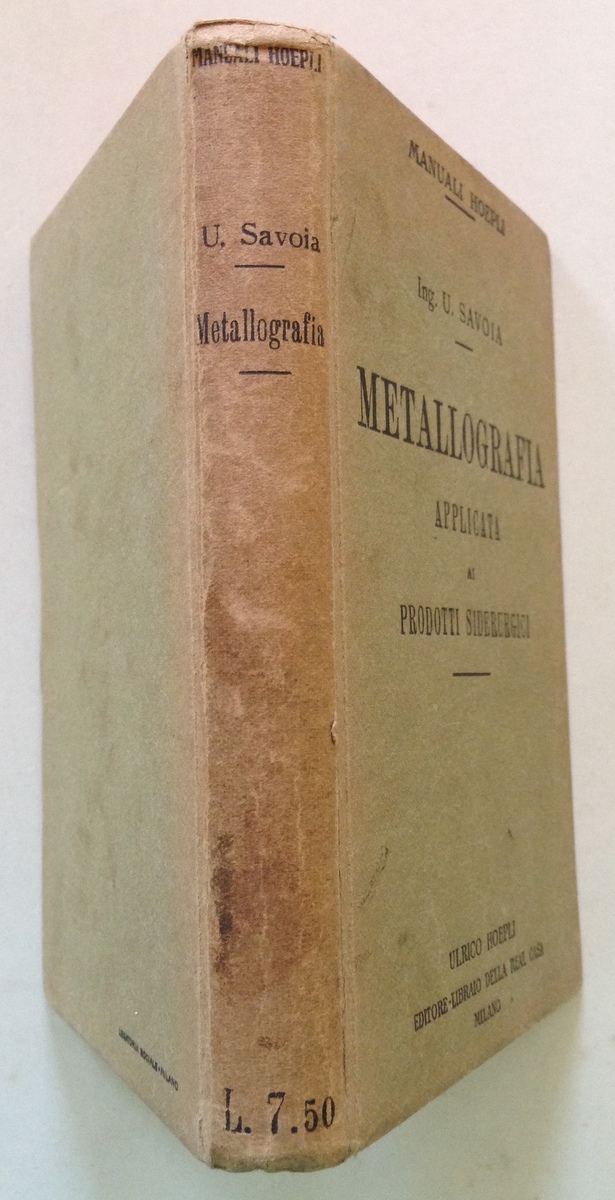 MANUALI HOEPLI
U. Savoia
Metallografia
L. 7.50
MANUALI HOEPLI
Ing. U. SAVOIA
METALLOGRAFIA
APPLICATA
AI
PRODOTTI SIDERURGICI
ULRICO HOEPLI
EDITORE-LIBRAIO DELLA REAL CASA
MILANO